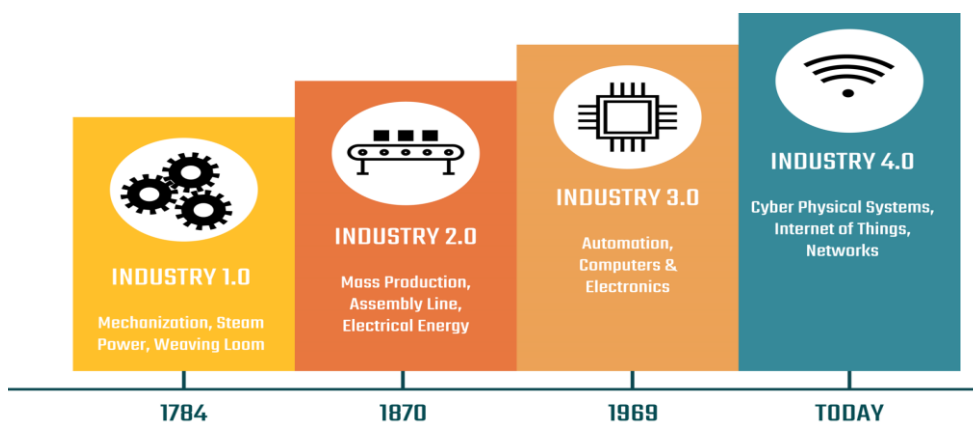 INDUSTRY 1.0
Mechanization, Steam
Power, Weaving Loom
1784
INDUSTRY 2.0
Mass Production,
Assembly Line,
Electrical Energy
1870
INDUSTRY 3.0
Automation,
Computers &
Electronics
1969
INDUSTRY 4.0
Cyber Physical Systems,
Internet of Things,
Networks
TODAY